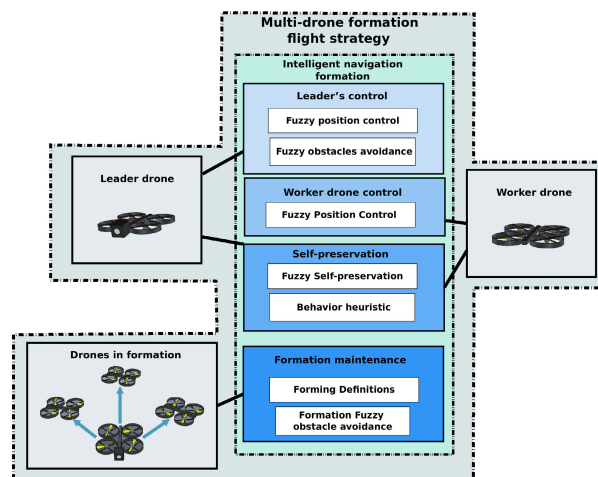 Multi-drone formation
flight strategy
Intelligent navigation
formation
Leader's control
Fuzzy position control
Fuzzy obstacles avoidance
Leader drone
Worker drone control
Fuzzy Position Control
Worker drone
Self-preservation
Fuzzy Self-preservation
Behavior heuristic
Drones in formation
Formation maintenance
Forming Definitions
Formation Fuzzy
obstacle avoidance